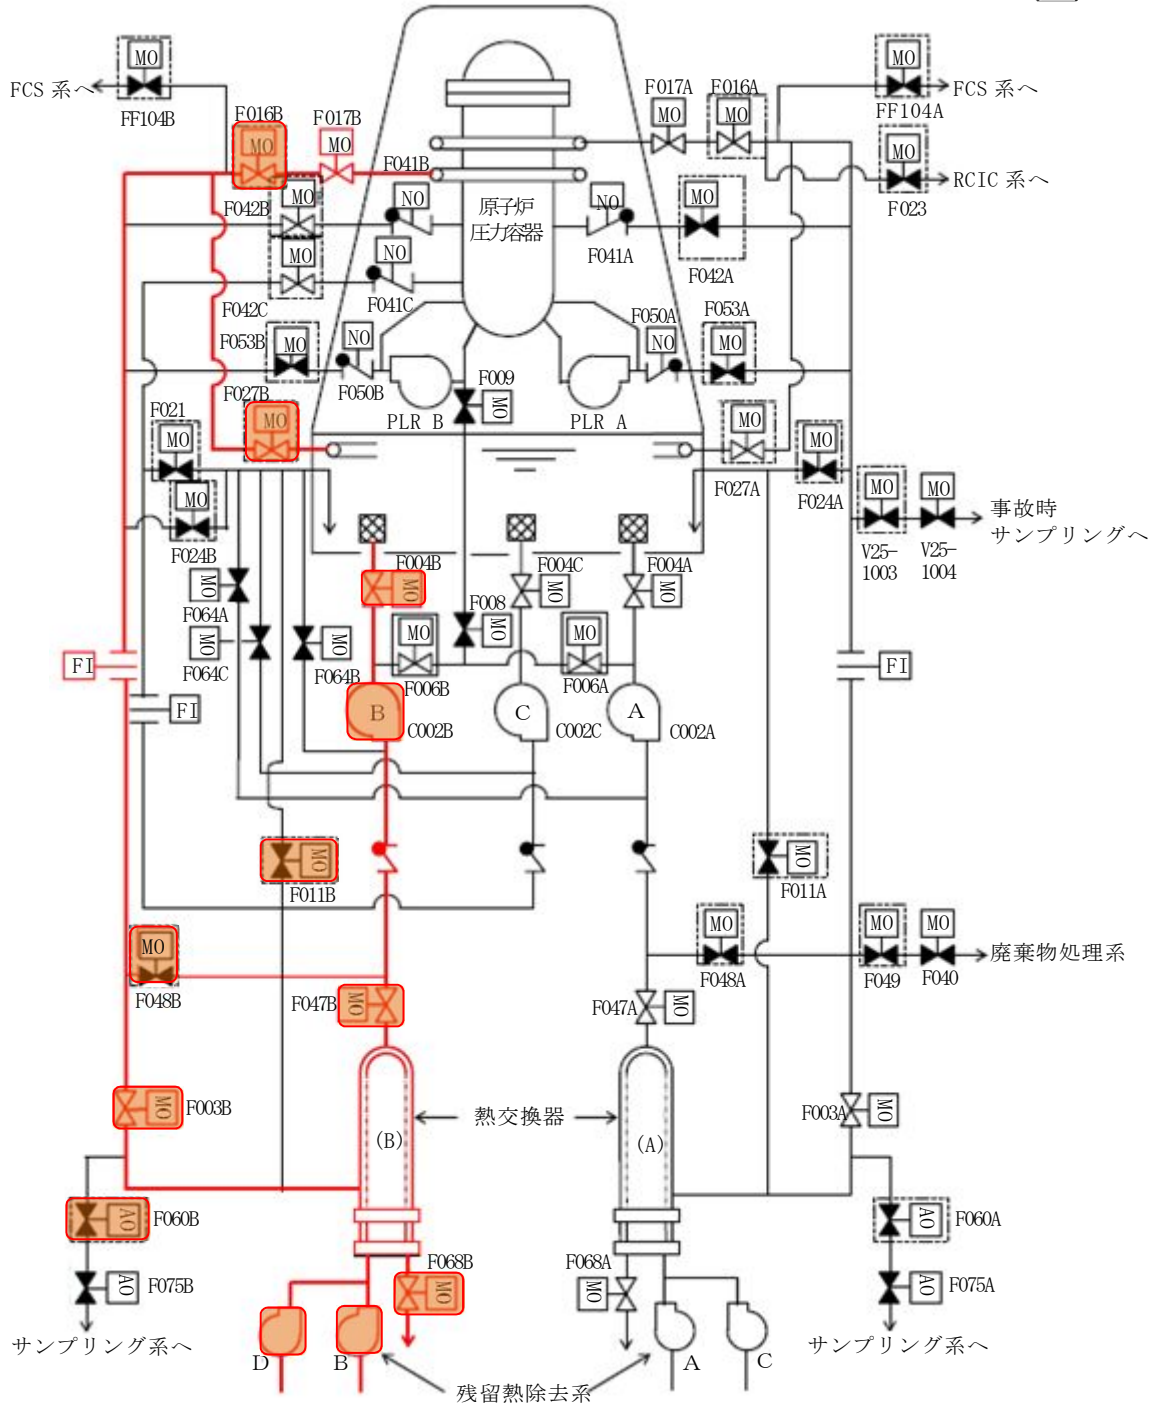 MO
MO
FCS 系へ
FF104B
F016B
F017B
MO
MO
F017A
F016A
MO
MO
FF104A
FCS 系へ
F041B
MO
RCIC 系へ
F023
F042B
MO
NO
原子炉
圧力容器
NO
F041A
MO
F042A
MO
NO
F042C
F041C
F053B
MO
NO
F050B
F050A
NO
F053A
MO
F009
MO
PLR B
PLR A
F021
MO
F027B
MO
MO
F027A
MO
F024A
MO
F024B
MO
MO
V25-
1003
V25-
1004
事故時
サンプリングへ
F004B
MO
F004C
MO
F004A
MO
MO
F064A
MO
F064C
MO
F064B
F008
MO
MO
F006B
MO
F006A
FI
FI
FI
B
C002B
C
C002C
A
C002A
MO
F011B
MO
F011A
MO
F048B
F047B
MO
F047A
MO
MO
F048A
MO
F049
MO
F040
廃棄物処理系
MO
F003B
熱交換器
F003A
MO
(B)
(A)
AO
F060B
AO
F060A
AO
F075B
AO
F075A
F068B
MO
F068A
MO
サンプリング系へ
サンプリング系へ
D
B
A
C
残留熱除去系